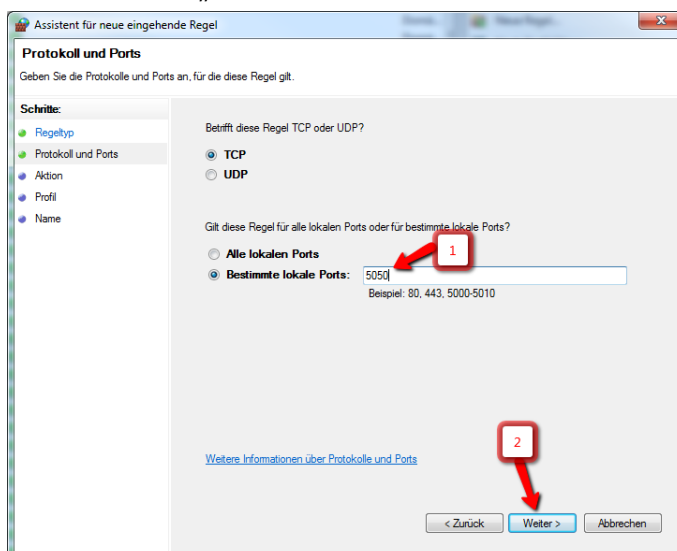 Assistent für neue eingehende Regel
Protokoll und Ports
Geben Sie die Protokolle und Ports an, für die diese Regel gilt.
Schritte:
Regeltyp
Protokoll und Ports
Aktion
Profil
Name
Betrifft diese Regel TCP oder UDP?
TCP
UDP
Gilt diese Regel für alle lokalen Ports oder für bestimmte lokale Ports?
Alle lokalen Ports
1
Bestimmte lokale Ports: 5050
Beispiel: 80, 443, 5000-5010
2
Weitere Informationen über Protokolle und Ports
< Zurück Weiter > Abbrechen